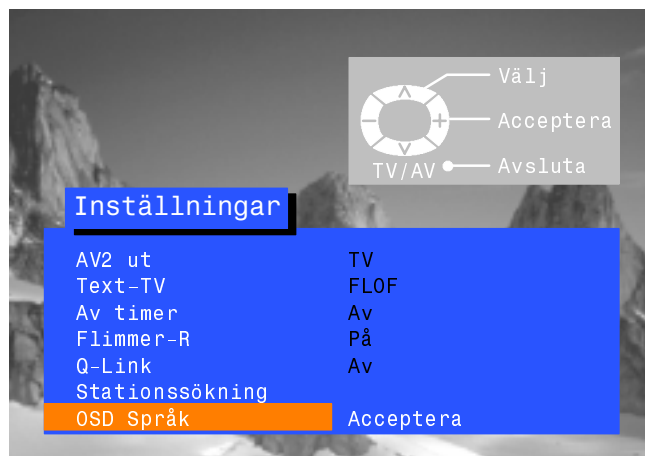 Välj
Acceptera
TV/AV Avsluta
Inställningar
AV2 ut TV
Text-TV FLOF
Av timer Av
Flimmer-R På
Q-Link Av
Stationssökning
OSD Språk Acceptera